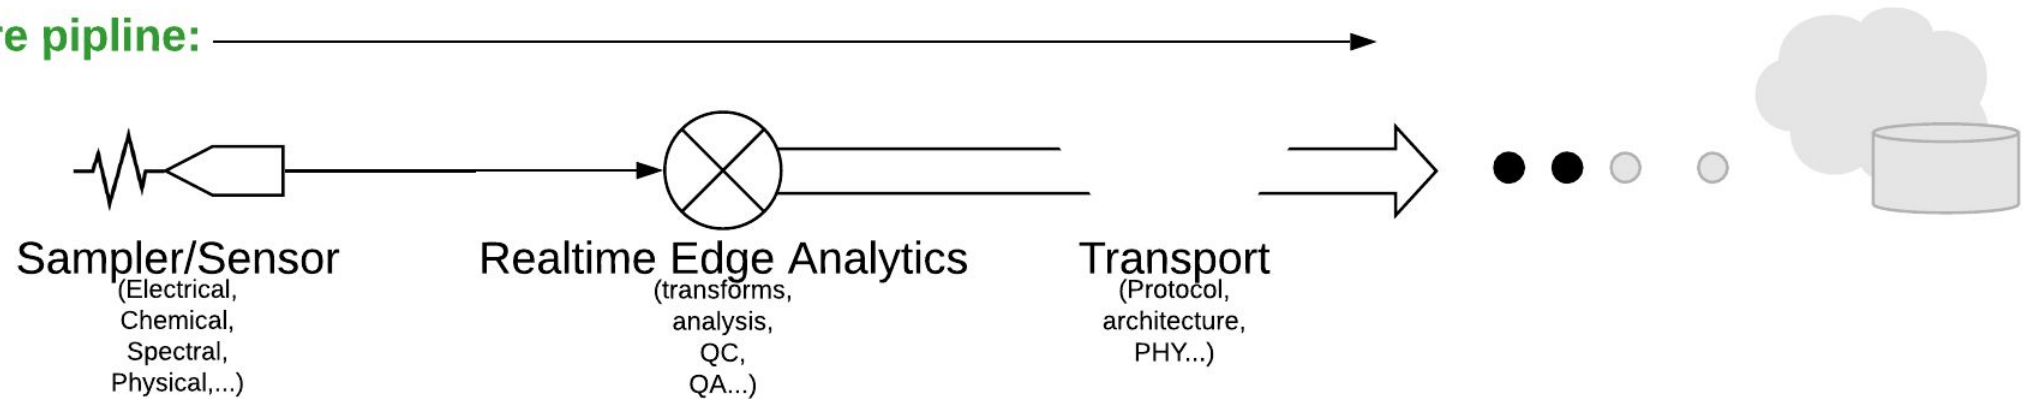 re pipline:
Sampler/Sensor
(Electrical,
Chemical,
Spectral,
Physical,...)
Realtime Edge Analytics
(transforms,
analysis,
QC,
QA...)
Transport
(Protocol,
architecture,
PHY...)